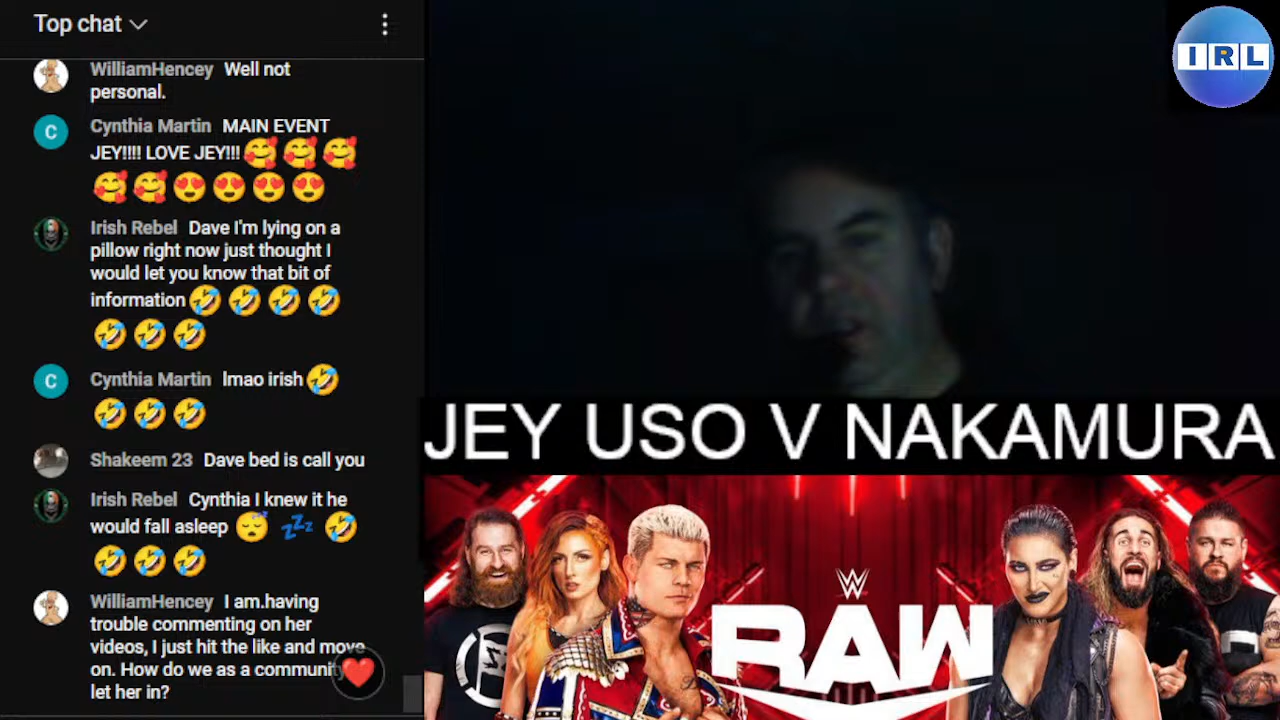 Top chat
WilliamHencey Well not
personal.
Cynthia Martin MAIN EVENT
JEY!!!! LOVE JEY!!!
Irish Rebel Dave I'm lying on a
pillow right now just thought I
would let you know that bit of
information
Cynthia Martin lmao irish
Shakeem 23 Dave bed is call you
Irish Rebel Cynthia I knew it he
would fall asleep
WilliamHencey I am.having
trouble commenting on her
videos, I just hit the like and move
on. How do we as a community
let her in?
C
C
IRL
JEY USO V NAKAMURA
W
RAW